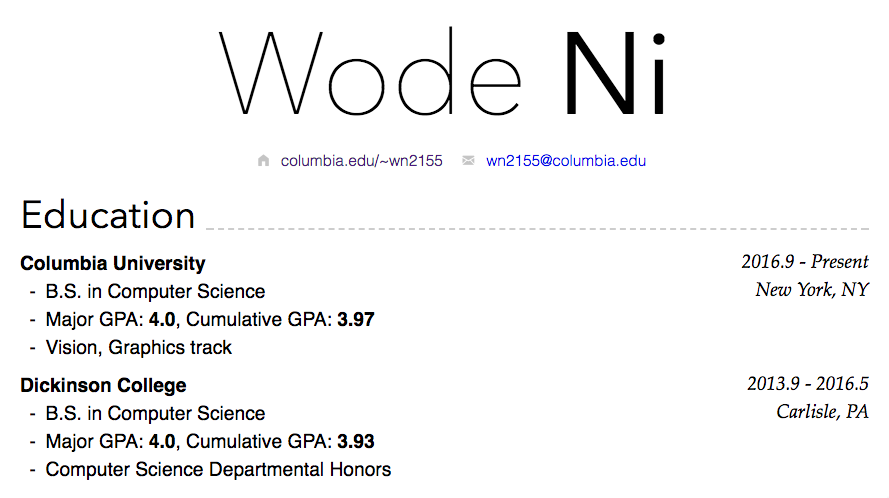 Wode Ni
columbia.edu/~wn2155 wn2155@columbia.edu
Education
Columbia University 2016.9 - Present
- B.S. in Computer Science New York, NY
- Major GPA: 4.0, Cumulative GPA: 3.97
- Vision, Graphics track
Dickinson College 2013.9 - 2016.5
- B.S. in Computer Science Carlisle, PA
- Major GPA: 4.0, Cumulative GPA: 3.93
- Computer Science Departmental Honors